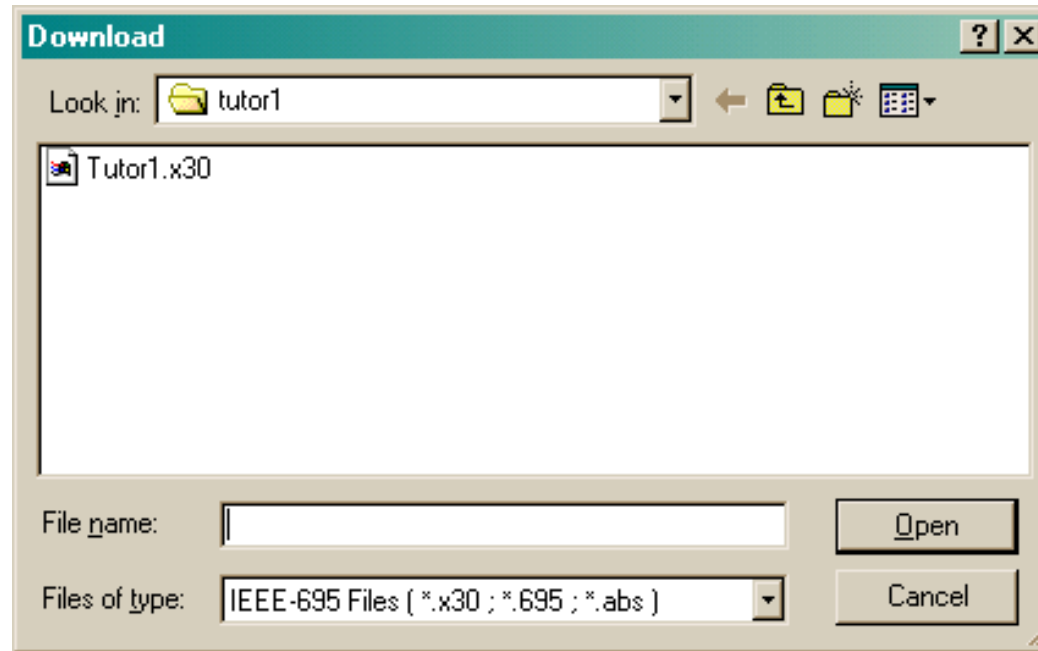 Download
Look in: tutor1
Tutor1.x30
File name: Open
Files of type: IEEE-695 Files ( *.x30 ; *.695 ; *.abs ) Cancel